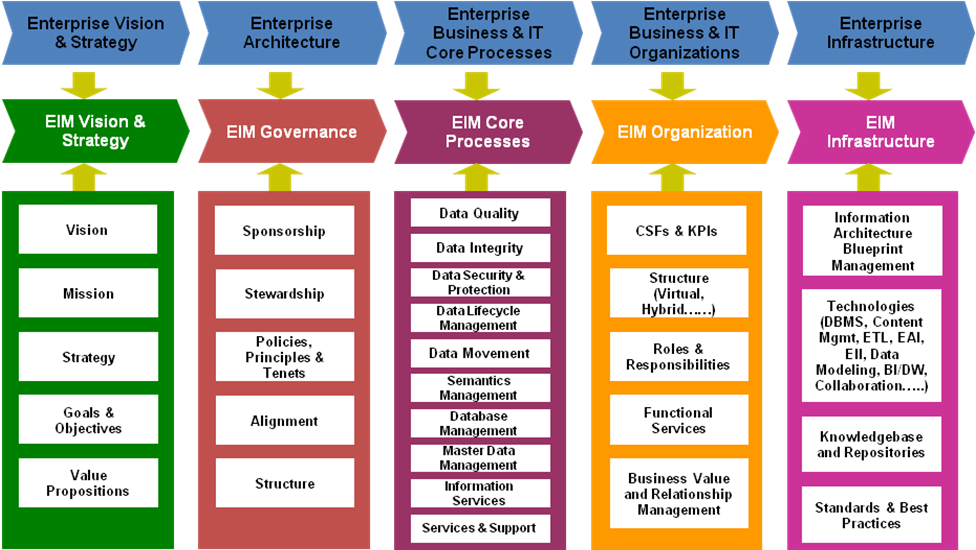 Enterprise Vision
& Strategy
Enterprise
Architecture
Enterprise
Business & IT
Core Processes
Enterprise
Business & IT
Organizations
Enterprise
Infrastructure
EIM Vision &
Strategy
EIM Governance
EIM Core
Processes
EIM Organization
EIM
Infrastructure
Vision
Mission
Strategy
Goals &
Objectives
Value
Propositions
Sponsorship
Stewardship
Policies,
Principles &
Tenets
Alignment
Structure
Data Quality
Data Integrity
Data Security &
Protection
Data Lifecycle
Management
Data Movement
Semantics
Management
Database
Management
Master Data
Management
Information
Services
Services & Support
CSFs & KPIs
Structure
(Virtual,
Hybrid……)
Roles &
Responsibilities
Functional
Services
Business Value
and Relationship
Management
Information
Architecture
Blueprint
Management
Technologies
(DBMS, Content
Mgmt, ETL, EAI,
EII, Data
Modeling, BI/DW,
Collaboration…..)
Knowledgebase
and Repositories
Standards & Best
Practices